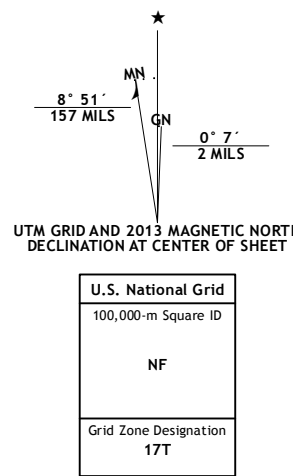 ★
MN
8° 51´
157 MILS
GN
0° 7´
2 MILS
UTM GRID AND 2013 MAGNETIC NORTH
DECLINATION AT CENTER OF SHEET
U.S. National Grid
100,000-m Square ID
NF
Grid Zone Designation
17T